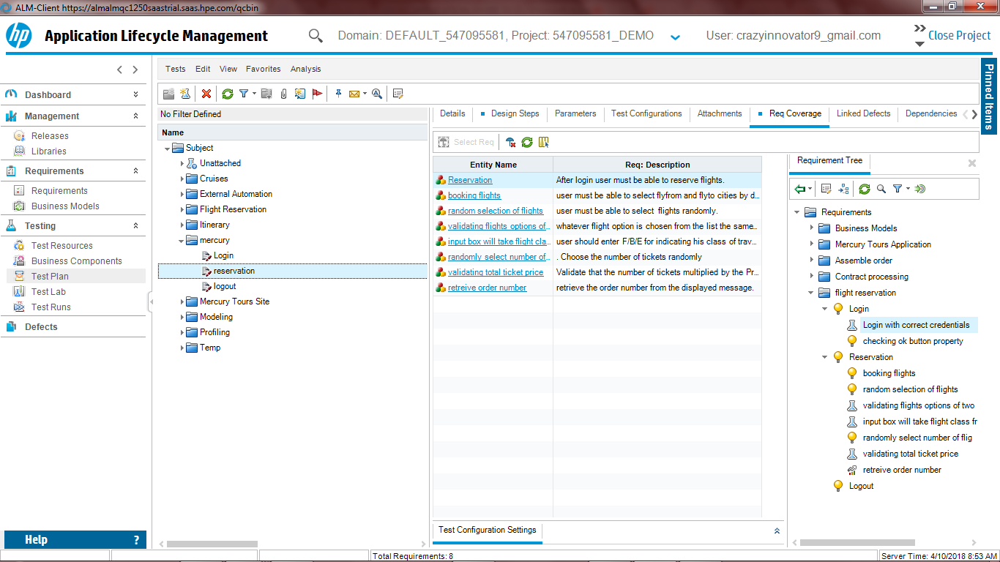 ALM-Client https://almalmqc1250saastrial.saas.hpe.com/qcbin
hp
Application Lifecycle Management
Domain: DEFAULT_547095581, Project: 547095581_DEMO
User: crazyinnovator9_gmail.com
Close Project
Pinned Items
Dashboard
Management
Releases
Libraries
Requirements
Requirements
Business Models
Testing
Test Resources
Business Components
Test Plan
Test Lab
Test Runs
Defects
Help ?
Tests Edit View Favorites Analysis
No Filter Defined
Name
Subject
Unattached
Cruises
External Automation
Flight Reservation
Itinerary
mercury
Login
reservation
logout
Mercury Tours Site
Modeling
Profiling
Temp
Details Design Steps Parameters Test Configurations Attachments Req Coverage Linked Defects Dependencies
Select Req
Entity Name Req: Description
Reservation After login user must be able to reserve flights.
booking flights user must be able to select flyfrom and flyto cities by d...
random selection of flights user must be able to select flights randomly.
validating flights options of... whatever flight option is chosen from the list the same...
input box will take flight cla... user should enter F/B/E for indicating his class of trav...
randomly select number of... . Choose the number of tickets randomly
validating total ticket price Validate that the number of tickets multiplied by the Pr...
retreive order number retrieve the order number from the displayed message.
Test Configuration Settings
Requirement Tree
Requirements
Business Models
Mercury Tours Application
Assemble order
Contract processing
flight reservation
Login
Login with correct credentials
checking ok button property
Reservation
booking flights
random selection of flights
validating flights options of two
input box will take flight class fr
randomly select number of flig
validating total ticket price
retreive order number
Logout
Total Requirements: 8
Server Time: 4/10/2018 8:53 AM